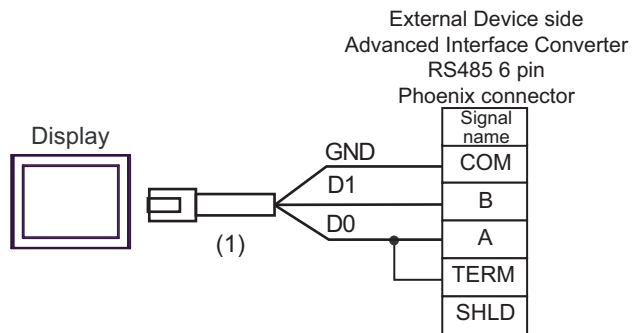 External Device side
Advanced Interface Converter
RS485 6 pin
Phoenix connector
Display
Signal
name
GND
COM
D1
B
D0
A
(1)
TERM
SHLD